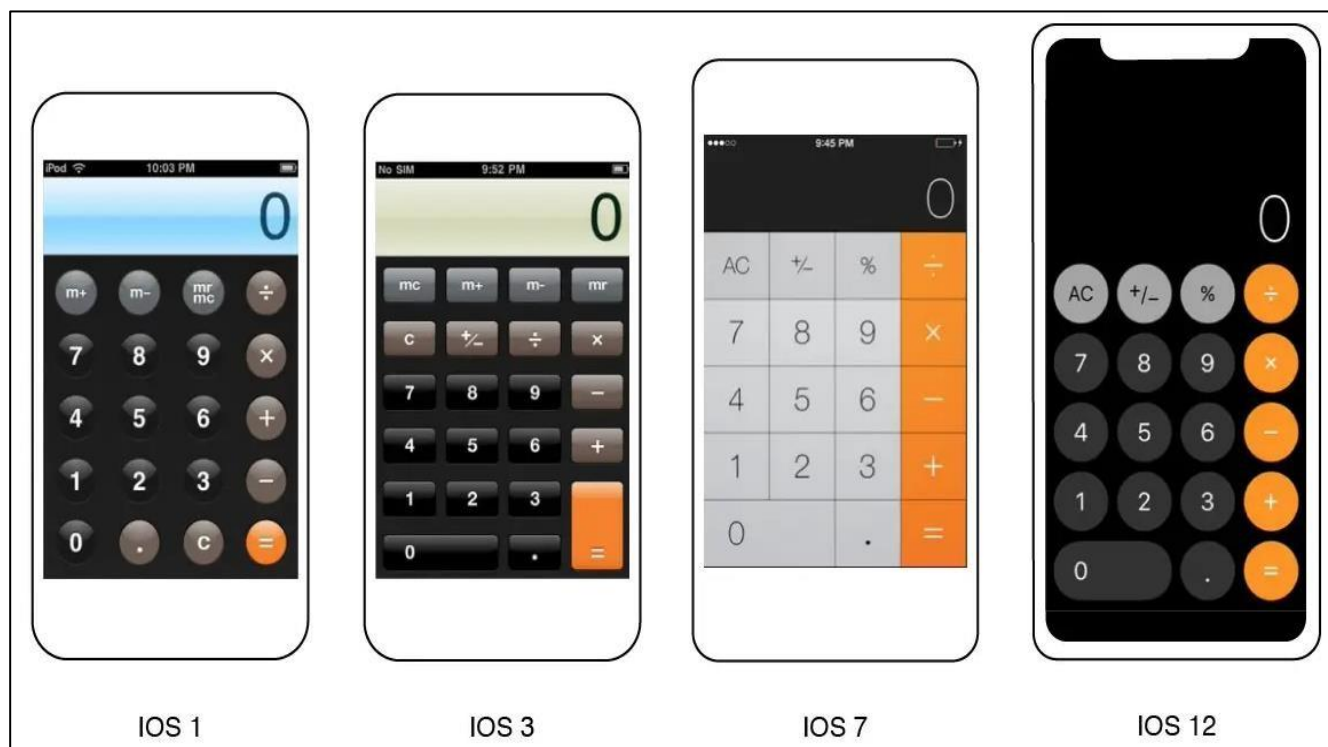 iPod 10:03 PM
0
m+ m- mr mc ÷
7 8 9 ×
4 5 6 +
1 2 3 −
0 . c =
IOS 1
No SIM 9:52 PM
0
mc m+ m- mr
c +/− ÷ ×
7 8 9 −
4 5 6 +
1 2 3
0 . =
IOS 3
9:45 PM
0
AC +/− % ÷
7 8 9 ×
4 5 6 −
1 2 3 +
0 . =
IOS 7
0
AC +/− % ÷
7 8 9 ×
4 5 6 −
1 2 3 +
0 . =
IOS 12